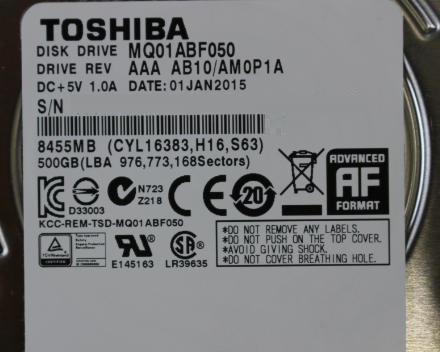 TOSHIBA
DISK DRIVE MQ01ABF050
DRIVE REV AAA AB10/AM0P1A
DC+5V 1.0A DATE: 01JAN2015
S/N
8455MB (CYL16383,H16,S63)
500GB(LBA 976,773,168Sectors)
D33003
N723
Z218
20
ADVANCED
AF
FORMAT
KCC-REM-TSD-MQ01ABF050
E145163
LR39635
*DO NOT REMOVE ANY LABELS.
*DO NOT PUSH ON THE TOP COVER.
*AVOID GIVING SHOCK.
*DO NOT COVER BREATHING HOLE.